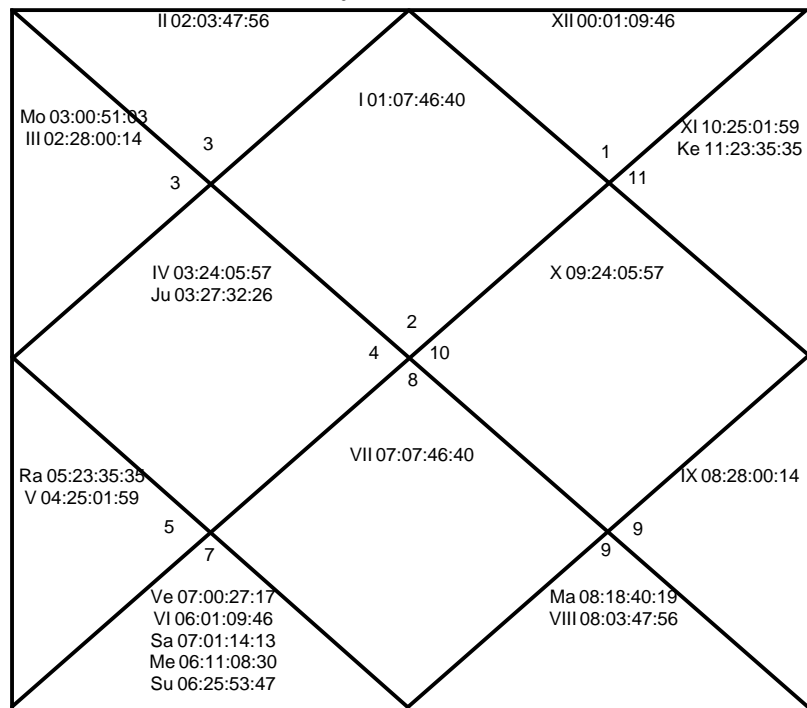 II 02:03:47:56
XII 00:01:09:46
I 01:07:46:40
Mo 03:00:51:03
III 02:28:00:14
3
3
1
11
XI 10:25:01:59
Ke 11:23:35:35
IV 03:24:05:57
Ju 03:27:32:26
X 09:24:05:57
2
4
10
8
VII 07:07:46:40
Ra 05:23:35:35
V 04:25:01:59
IX 08:28:00:14
5
7
9
9
Ve 07:00:27:17
VI 06:01:09:46
Sa 07:01:14:13
Me 06:11:08:30
Su 06:25:53:47
Ma 08:18:40:19
VIII 08:03:47:56